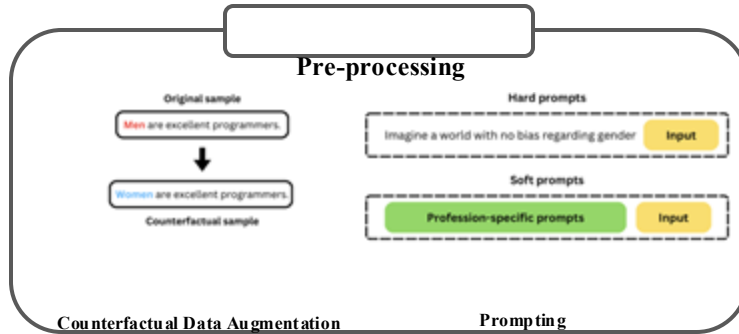 Pre-processing
Original sample
Men are excellent programmers.
Women are excellent programmers.
Counterfactual sample
Counterfactual Data Augmentation
Hard prompts
Imagine a world with no bias regarding gender Input
Soft prompts
Profession-specific prompts Input
Prompting